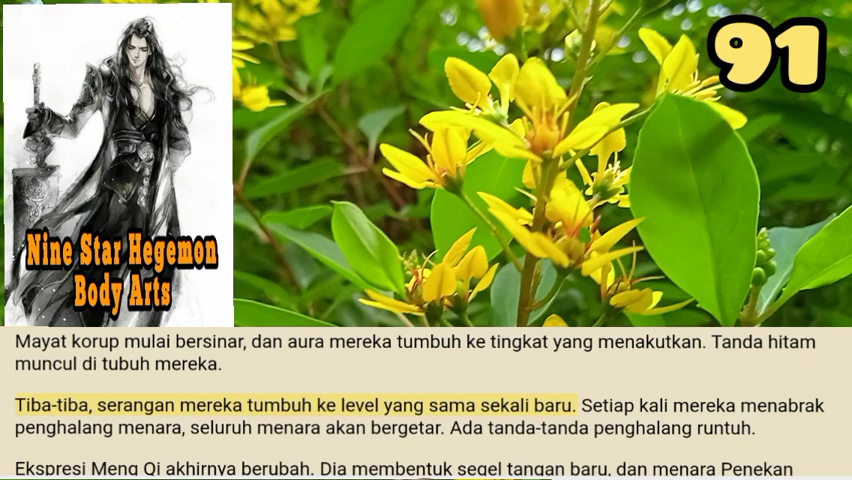 91
Nine Star Hegemon
Body Arts
Mayat korup mulai bersinar, dan aura mereka tumbuh ke tingkat yang menakutkan. Tanda hitam
muncul di tubuh mereka.
Tiba-tiba, serangan mereka tumbuh ke level yang sama sekali baru. Setiap kali mereka menabrak
penghalang menara, seluruh menara akan bergetar. Ada tanda-tanda penghalang runtuh.
Ekspresi Meng Qi akhirnya berubah. Dia membentuk segel tangan baru, dan menara Penekan